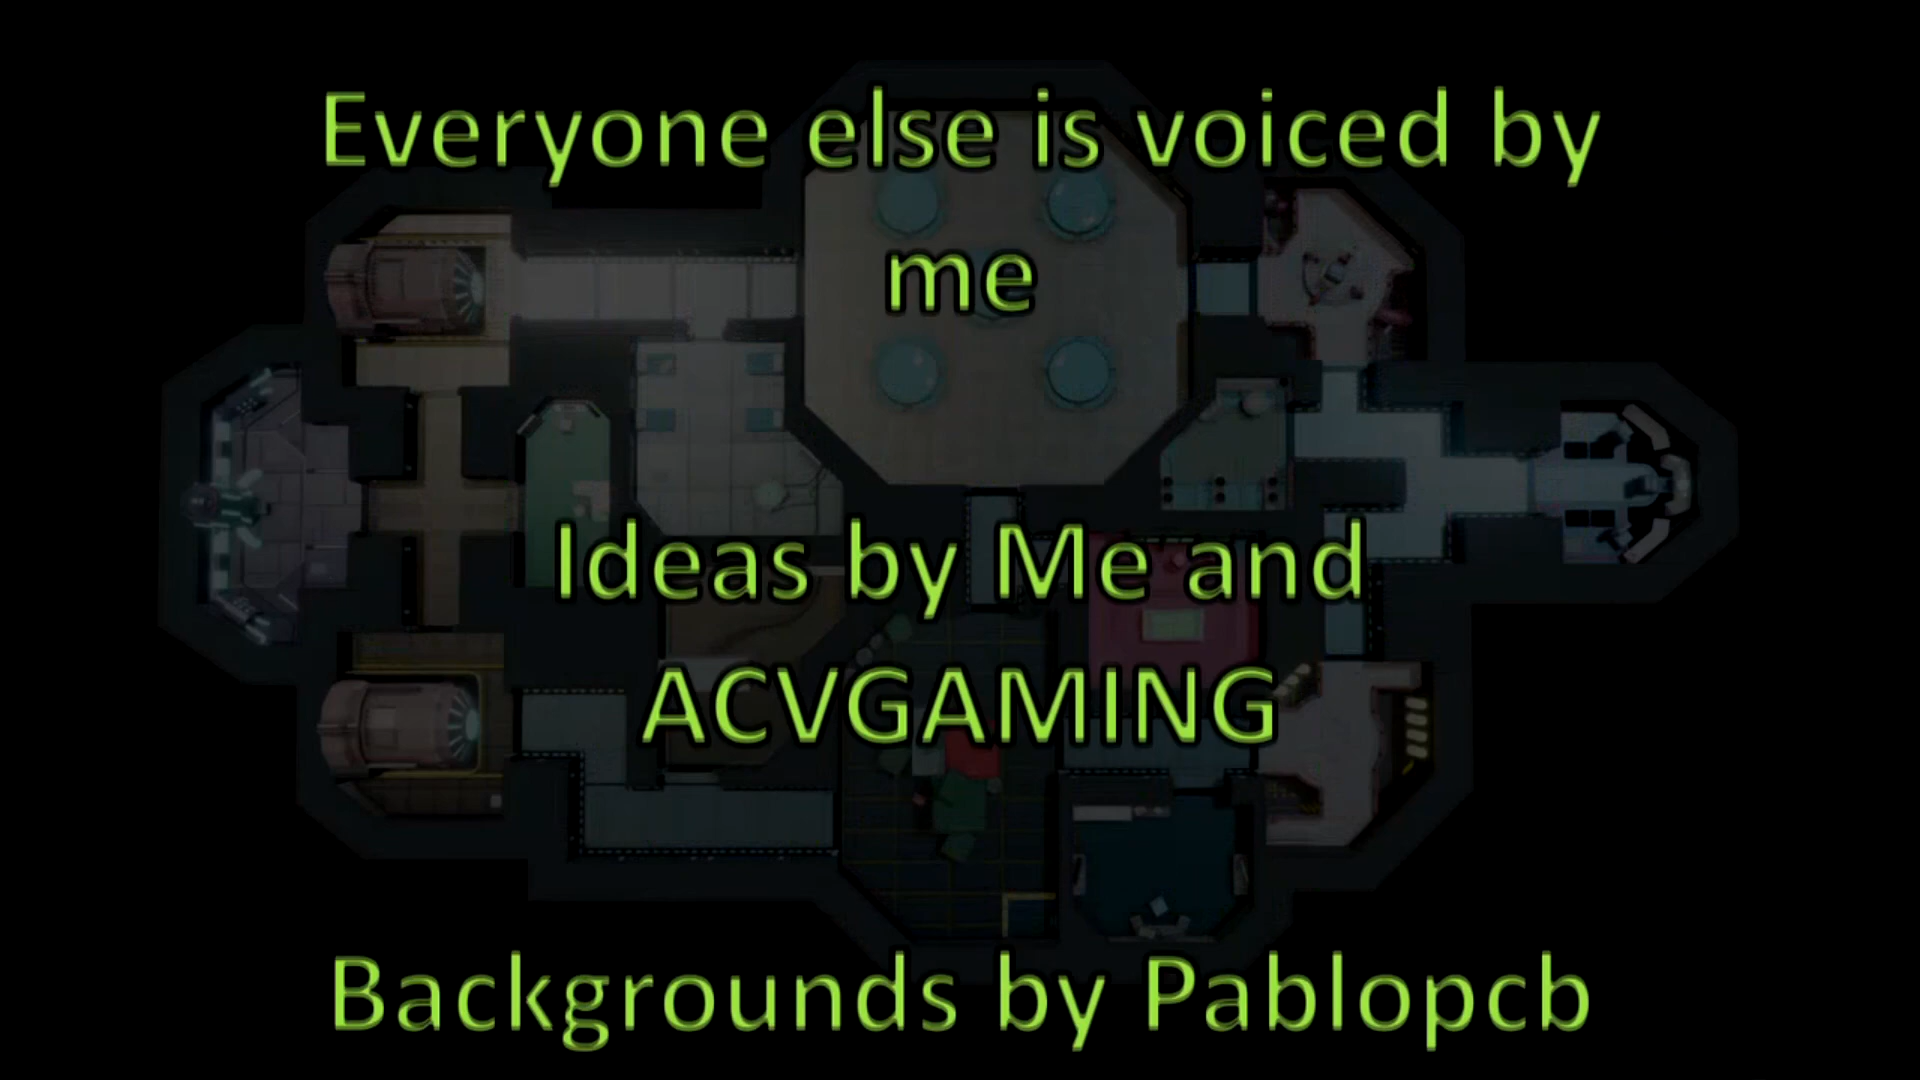 Everyone else is voiced by
me
Ideas by Me and
ACVGAMING
Backgrounds by Pablopcb